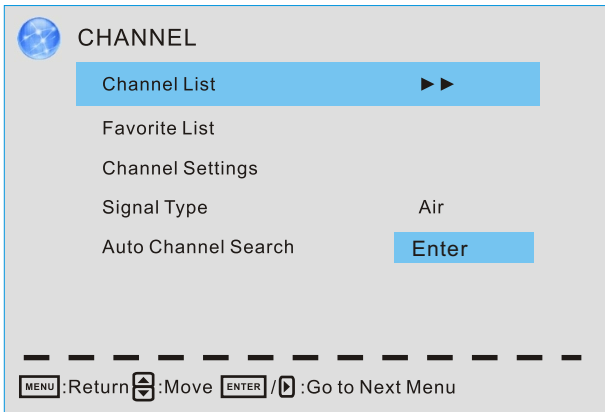 CHANNEL
Channel List ►►
Favorite List
Channel Settings
Signal Type Air
Auto Channel Search Enter
MENU :Return :Move ENTER / :Go to Next Menu